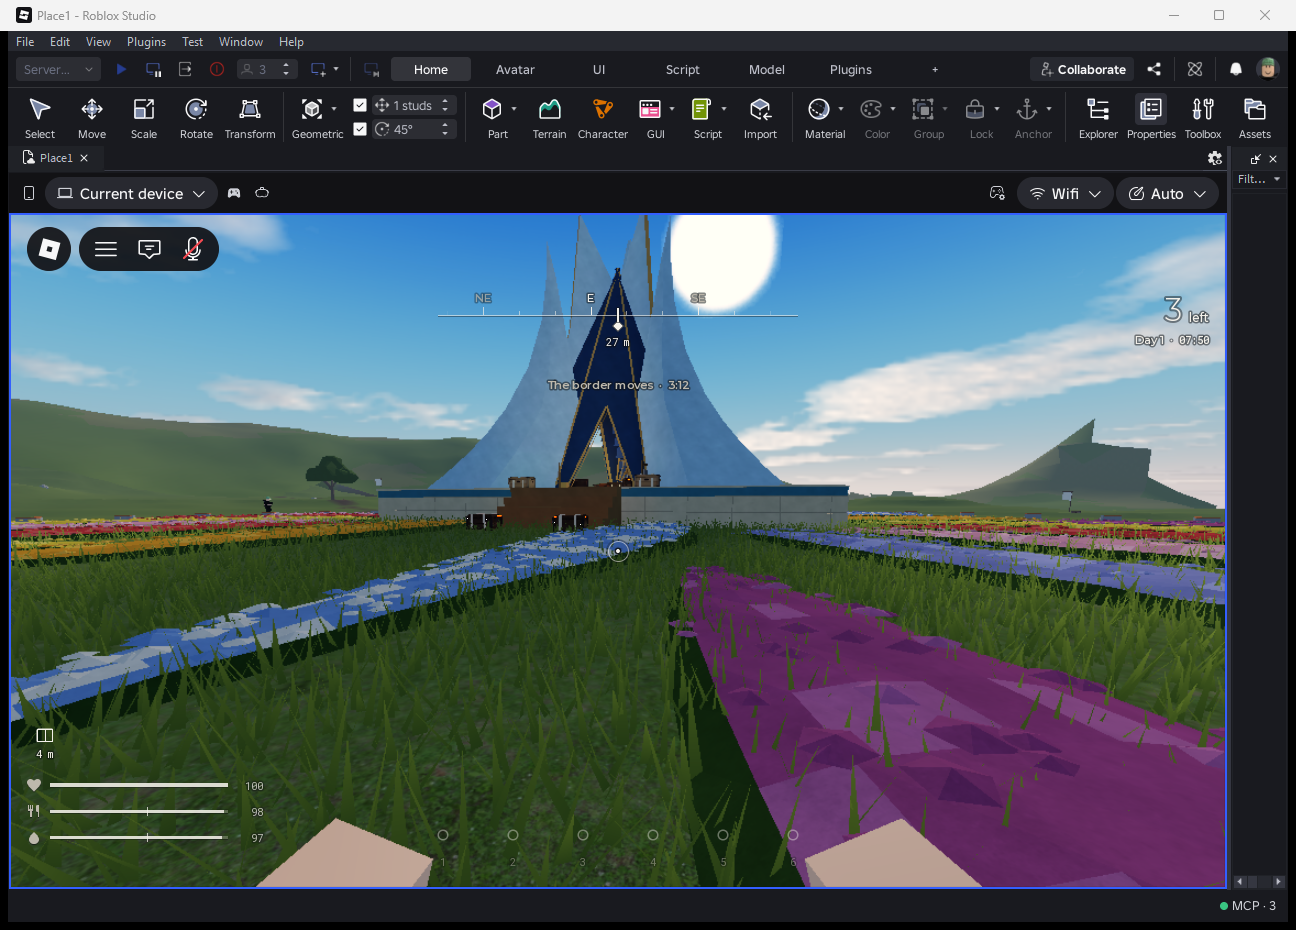 Place1 - Roblox Studio
File Edit View Plugins Test Window Help
Server... 3 Home Avatar UI Script Model Plugins + Collaborate
1 studs
45°
Select Move Scale Rotate Transform Geometric Part Terrain Character GUI Script Import Material Color Group Lock Anchor Explorer Properties Toolbox Assets
Place1
Filt...
Current device Wifi Auto
NE E SE
27 m
3 left
Day1 · 07:50
The border moves · 3:12
4 m
100
98
97
1 2 3 4 5 6
MCP · 3